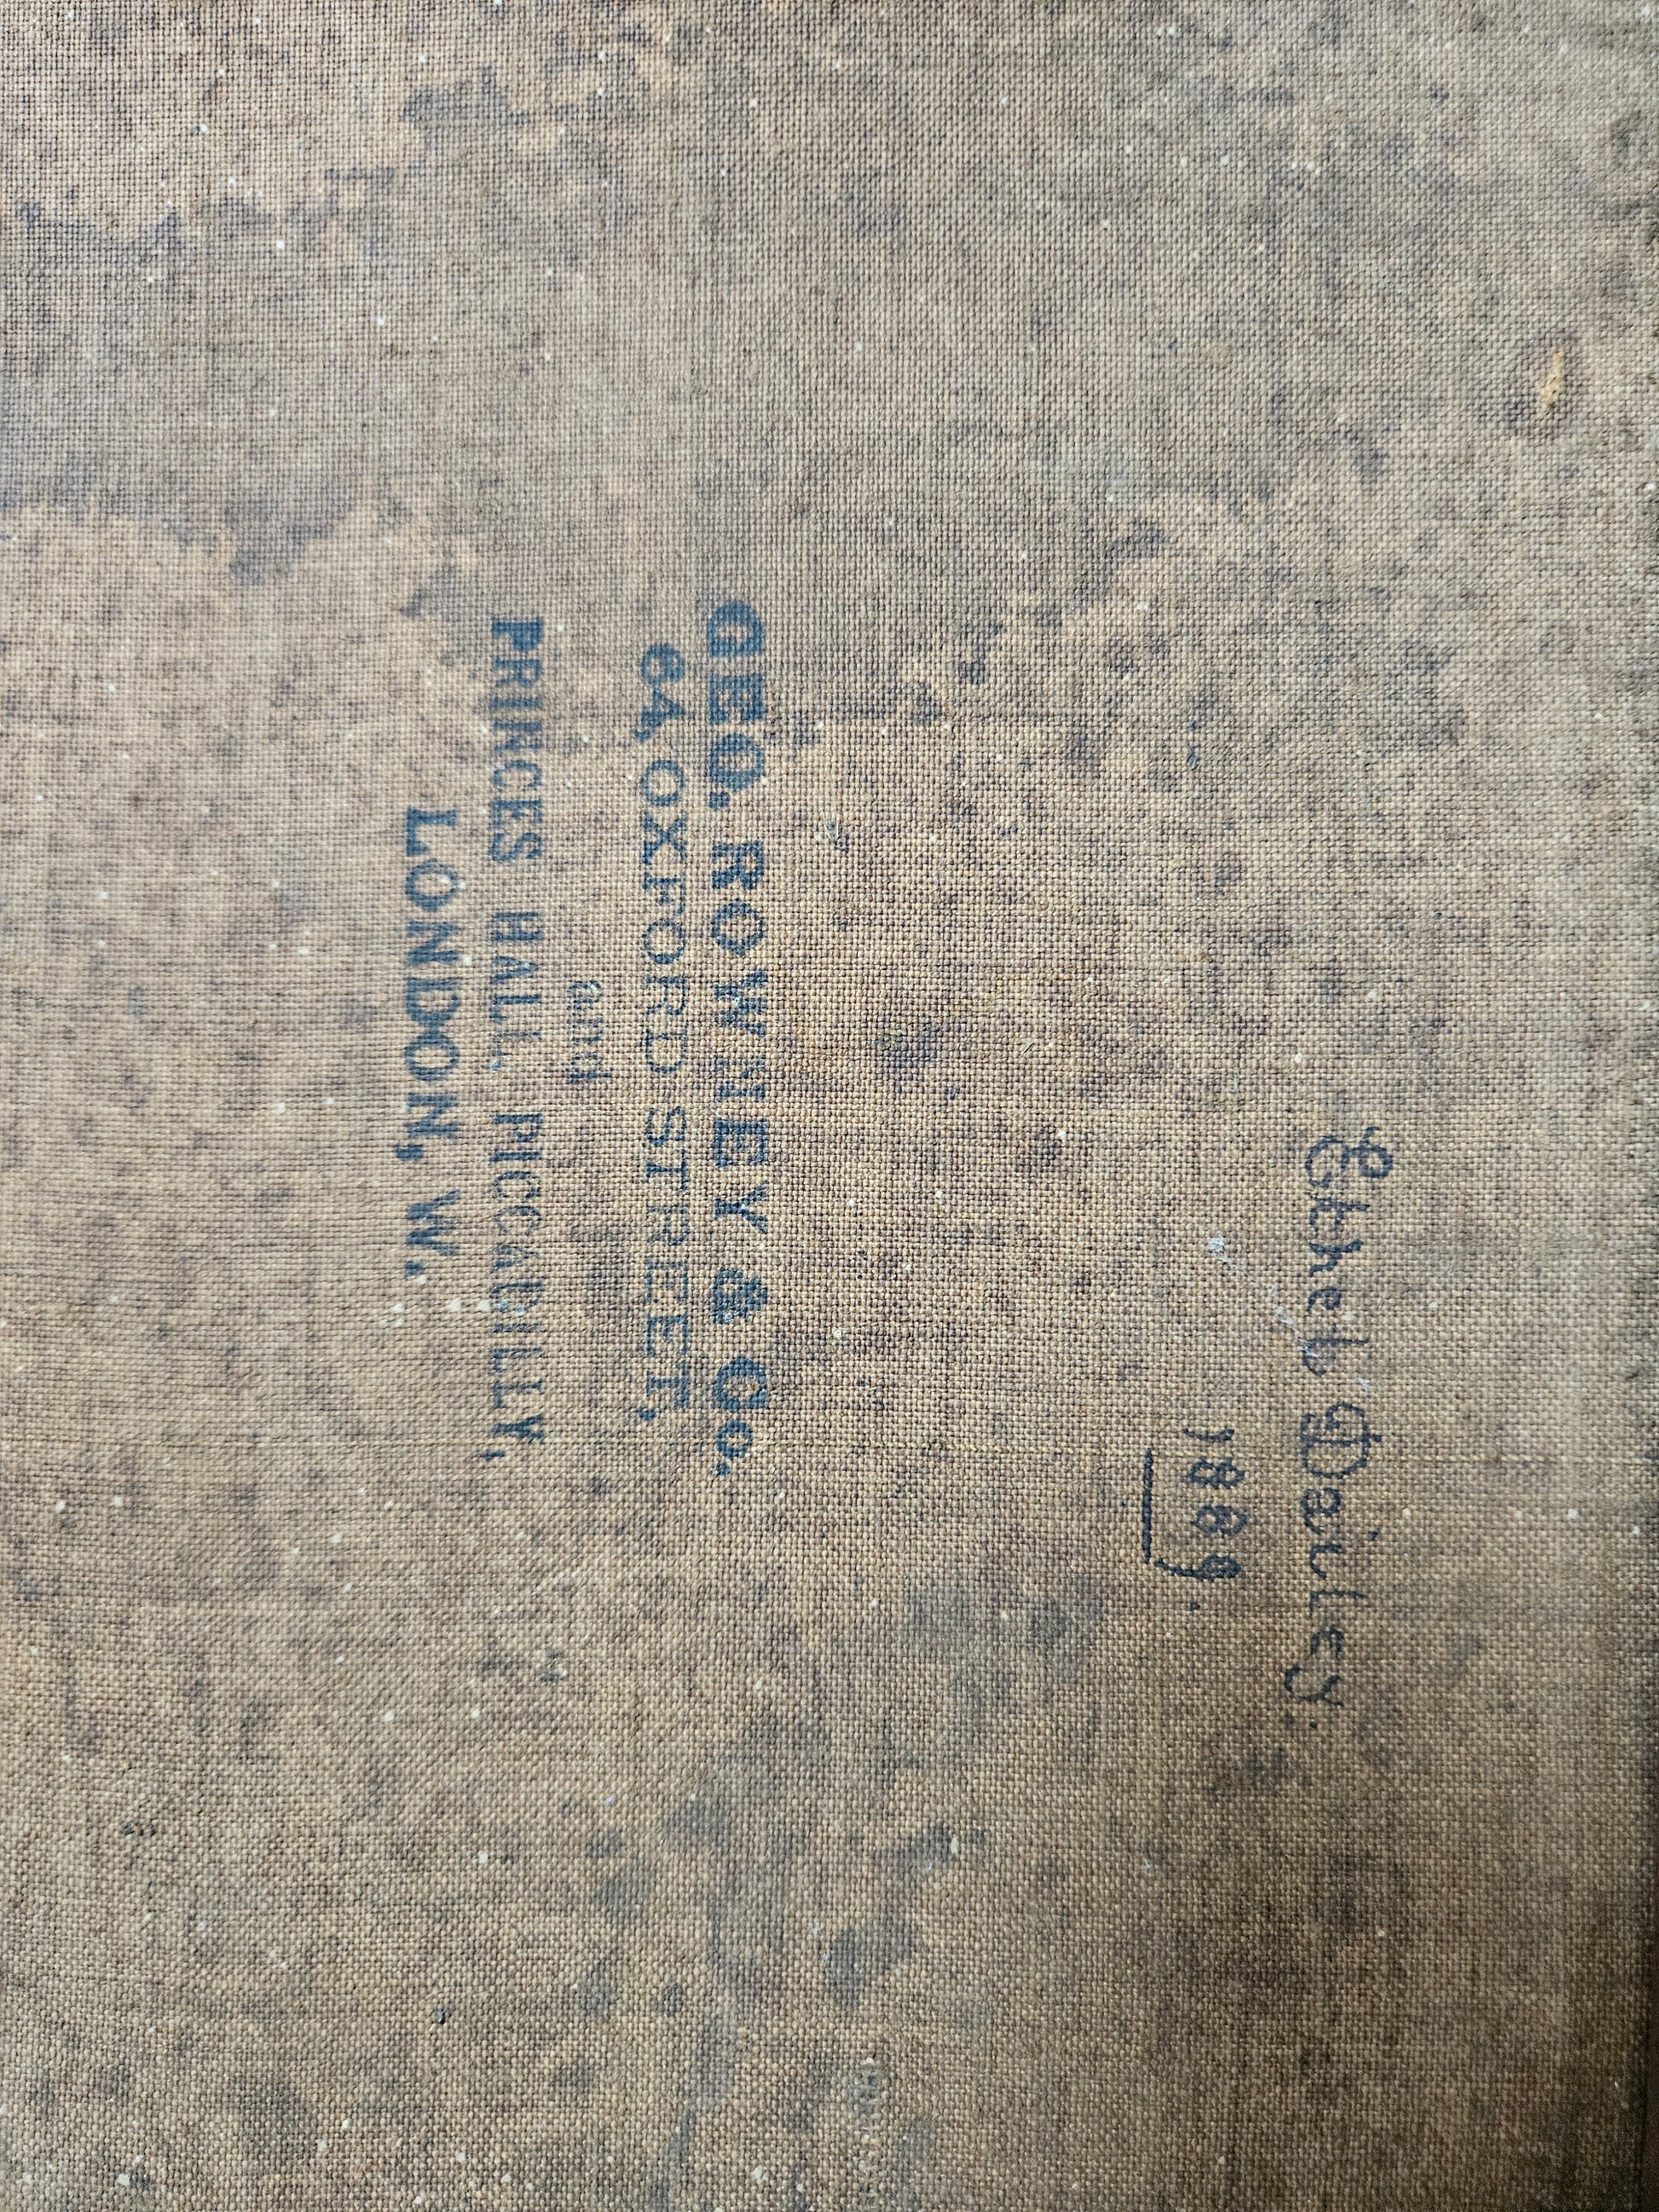 Ethel Dailey.
1889.
GEO. ROWNEY & Co.
64, OXFORD STREET,
and
PRINCES HALL, PICCADILLY,
LONDON, W.